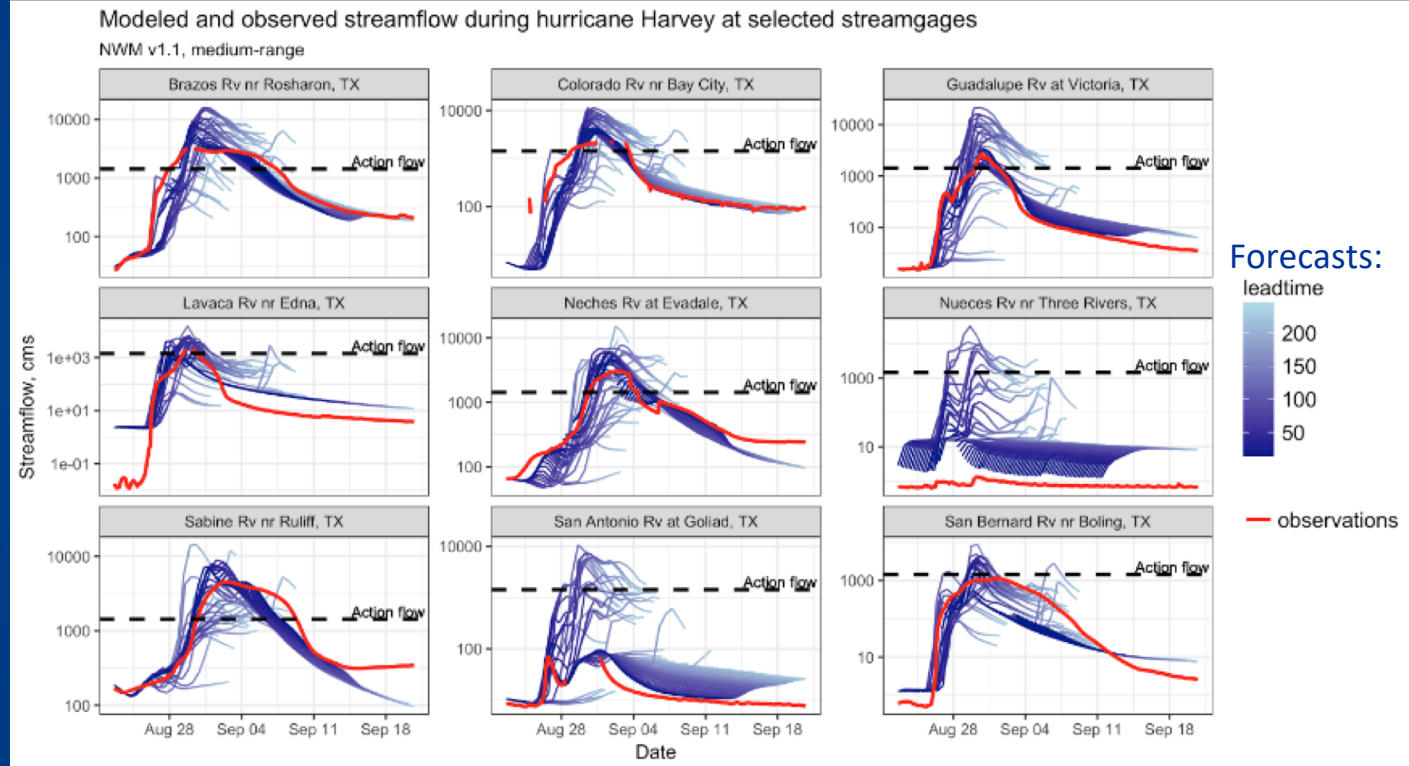 Modeled and observed streamflow during hurricane Harvey at selected streamgages
NWM v1.1, medium-range
Brazos Rv nr Rosharon, TX
Colorado Rv nr Bay City, TX
Guadalupe Rv at Victoria, TX
10000
1000
100
Action flow
10000
100
Action flow
10000
1000
100
Action flow
Lavaca Rv nr Edna, TX
Neches Rv at Evadale, TX
Nueces Rv nr Three Rivers, TX
1e+03
1e+01
1e-01
Action flow
10000
1000
100
Action flow
1000
10
Action flow
Sabine Rv nr Ruliff, TX
San Antonio Rv at Goliad, TX
San Bernard Rv nr Boling, TX
10000
1000
100
Action flow
10000
100
Action flow
1000
10
Action flow
Aug 28 Sep 04 Sep 11 Sep 18
Aug 28 Sep 04 Sep 11 Sep 18
Aug 28 Sep 04 Sep 11 Sep 18
Date
Streamflow, cms
Forecasts:
leadtime
200
150
100
50
observations